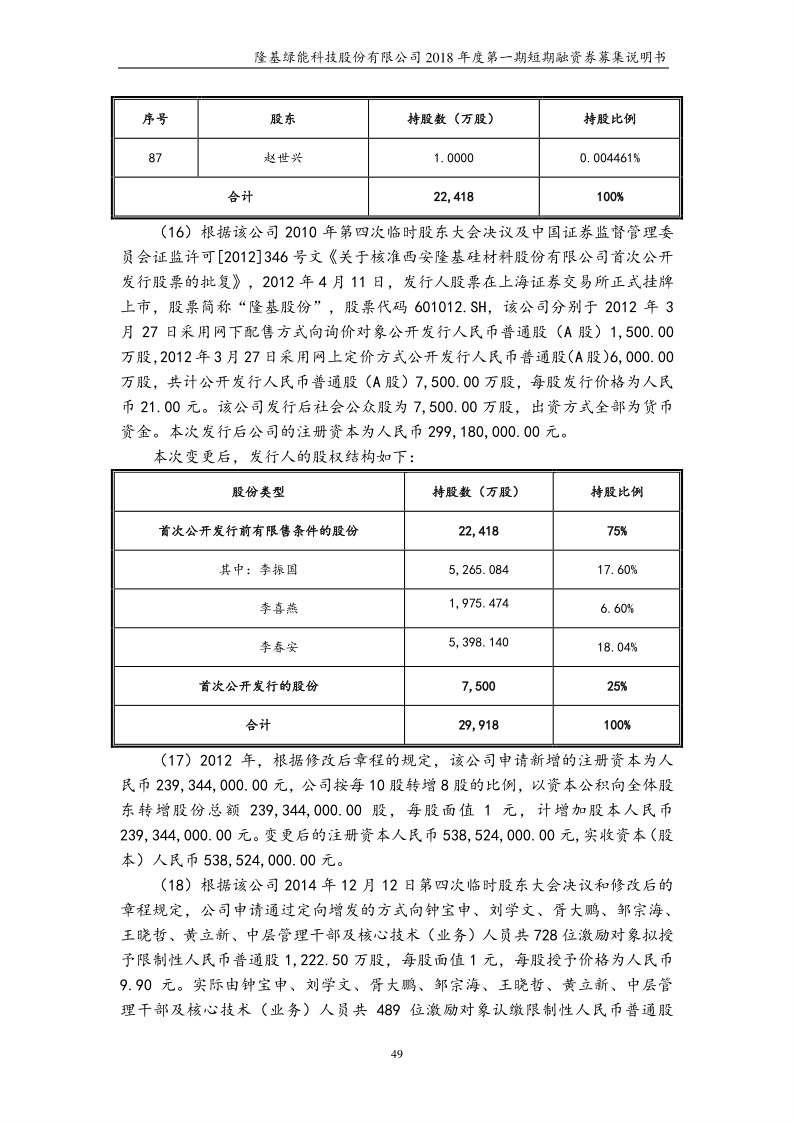 隆基绿能科技股份有限公司 2018 年度第一期短期融资券募集说明书
序号 股东 持股数（万股） 持股比例
87 赵世兴 1.0000 0.004461%
合计 22,418 100%
（16）根据该公司 2010 年第四次临时股东大会决议及中国证券监督管理委
员会证监许可[2012]346 号文《关于核准西安隆基硅材料股份有限公司首次公开
发行股票的批复》，2012 年 4 月 11 日，发行人股票在上海证券交易所正式挂牌
上市，股票简称“隆基股份”，股票代码 601012.SH，该公司分别于 2012 年 3
月 27 日采用网下配售方式向询价对象公开发行人民币普通股（A 股）1,500.00
万股,2012 年 3 月 27 日采用网上定价方式公开发行人民币普通股(A 股)6,000.00
万股，共计公开发行人民币普通股（A 股）7,500.00 万股，每股发行价格为人民
币 21.00 元。该公司发行后社会公众股为 7,500.00 万股，出资方式全部为货币
资金。本次发行后公司的注册资本为人民币 299,180,000.00 元。
本次变更后，发行人的股权结构如下：
股份类型 持股数（万股） 持股比例
首次公开发行前有限售条件的股份 22,418 75%
其中：李振国 5,265.084 17.60%
李喜燕 1,975.474 6.60%
李春安 5,398.140 18.04%
首次公开发行的股份 7,500 25%
合计 29,918 100%
（17）2012 年，根据修改后章程的规定，该公司申请新增的注册资本为人
民币 239,344,000.00 元，公司按每 10 股转增 8 股的比例，以资本公积向全体股
东转增股份总额 239,344,000.00 股，每股面值 1 元，计增加股本人民币
239,344,000.00 元。变更后的注册资本人民币 538,524,000.00 元,实收资本（股
本）人民币 538,524,000.00 元。
（18）根据该公司 2014 年 12 月 12 日第四次临时股东大会决议和修改后的
章程规定，公司申请通过定向增发的方式向钟宝申、刘学文、胥大鹏、邹宗海、
王晓哲、黄立新、中层管理干部及核心技术（业务）人员共 728 位激励对象拟授
予限制性人民币普通股 1,222.50 万股，每股面值 1 元，每股授予价格为人民币
9.90 元。实际由钟宝申、刘学文、胥大鹏、邹宗海、王晓哲、黄立新、中层管
理干部及核心技术（业务）人员共 489 位激励对象认缴限制性人民币普通股
49